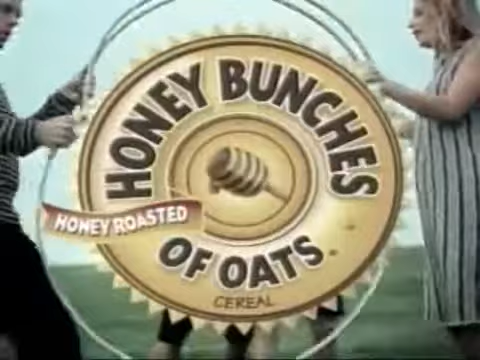 HONEY BUNCHES
OF OATS
HONEY ROASTED
CEREAL